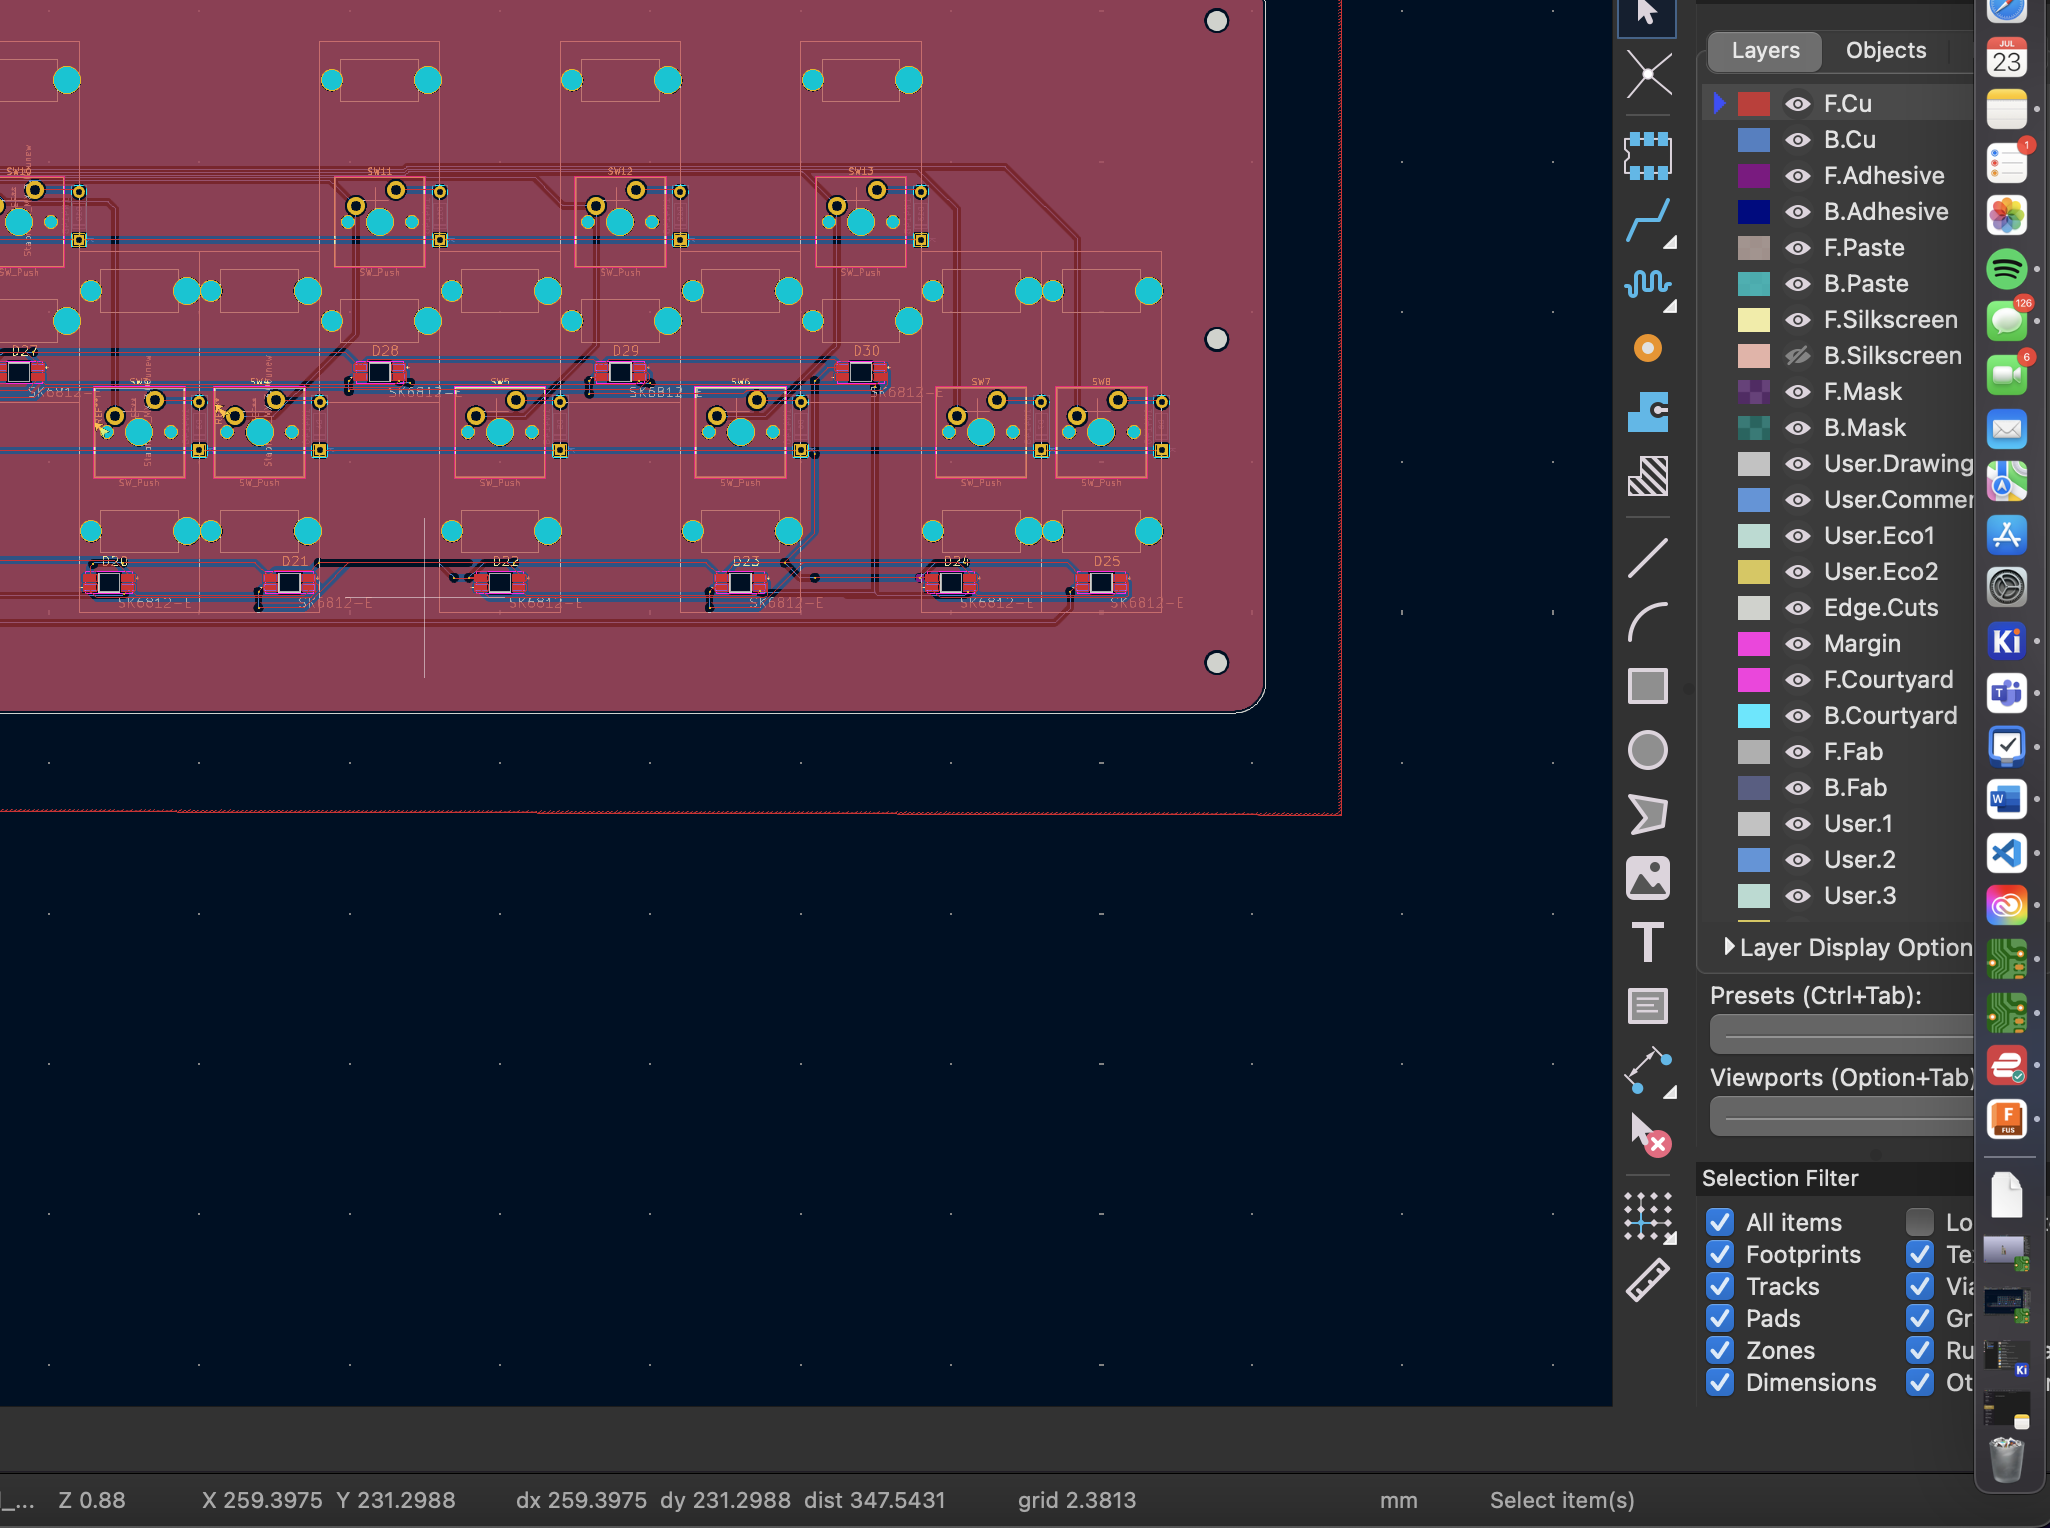 Layers
Objects
F.Cu
B.Cu
F.Adhesive
B.Adhesive
F.Paste
B.Paste
F.Silkscreen
B.Silkscreen
F.Mask
B.Mask
User.Drawing
User.Commer
User.Eco1
User.Eco2
Edge.Cuts
Margin
F.Courtyard
B.Courtyard
F.Fab
B.Fab
User.1
User.2
User.3
Layer Display Option
Presets (Ctrl+Tab):
Viewports (Option+Tab)
Selection Filter
All items
Lo
Footprints
Te
Tracks
Via
Pads
Gr
Zones
Ru
Dimensions
Ot
JUL
23
1
126
6
Ki
T
W
F
FUS
Ki
SW10
SW11
SW12
SW13
SW_Push
SW_Push
SW_Push
SW_Push
D27
D28
D29
D30
SK6812-E
SK6812-E
SK6812-E
SK6812-E
SW5
SW6
SW7
SW8
SW_Push
SW_Push
SW_Push
SW_Push
SW_Push
SW_Push
D20
D21
D22
D23
D24
D25
SK6812-E
SK6812-E
SK6812-E
SK6812-E
SK6812-E
SK6812-E
l_...
Z 0.88
X 259.3975 Y 231.2988
dx 259.3975 dy 231.2988 dist 347.5431
grid 2.3813
mm
Select item(s)